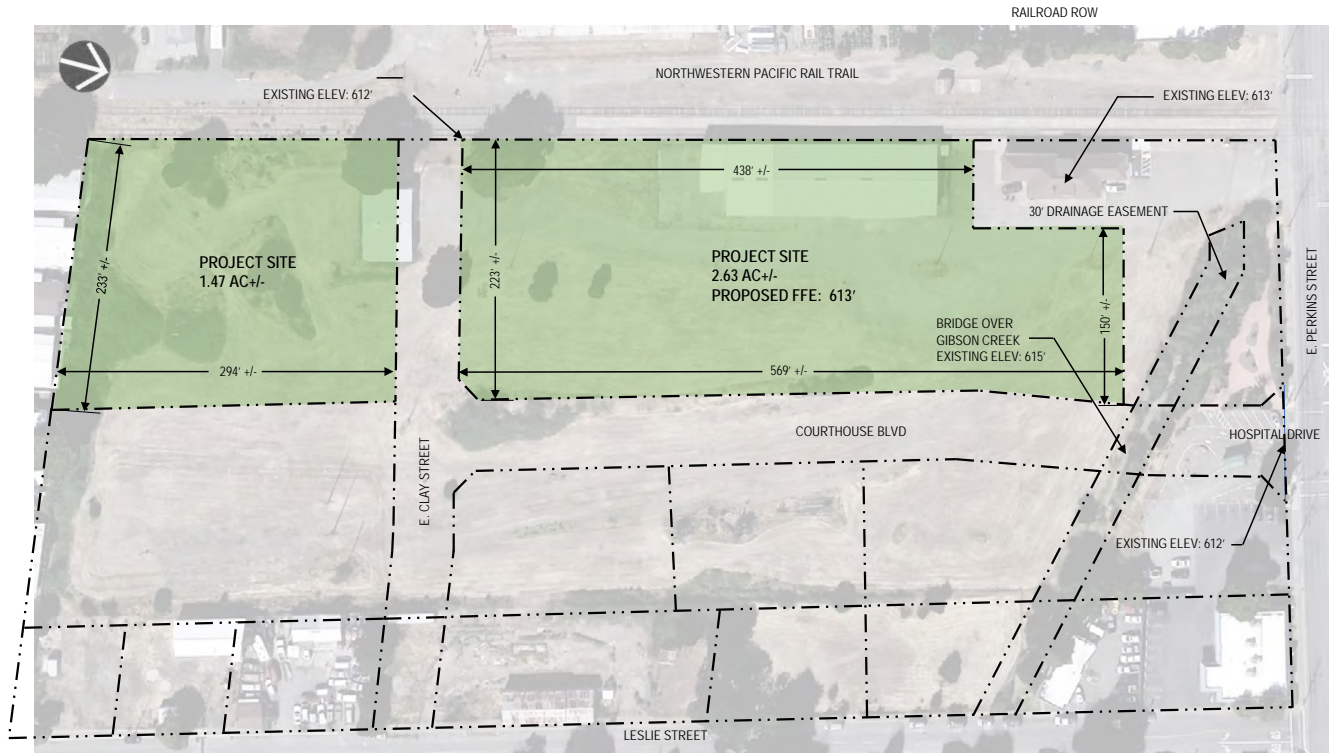 RAILROAD ROW
NORTHWESTERN PACIFIC RAIL TRAIL
EXISTING ELEV: 612'
EXISTING ELEV: 613'
438' +/-
30' DRAINAGE EASEMENT
233' +/-
PROJECT SITE
1.47 AC+/-
223' +/-
PROJECT SITE
2.63 AC+/-
PROPOSED FFE: 613'
150' +/-
E. PERKINS STREET
BRIDGE OVER
GIBSON CREEK
EXISTING ELEV: 615'
294' +/-
569' +/-
COURTHOUSE BLVD
HOSPITAL DRIVE
E. CLAY STREET
EXISTING ELEV: 612'
LESLIE STREET